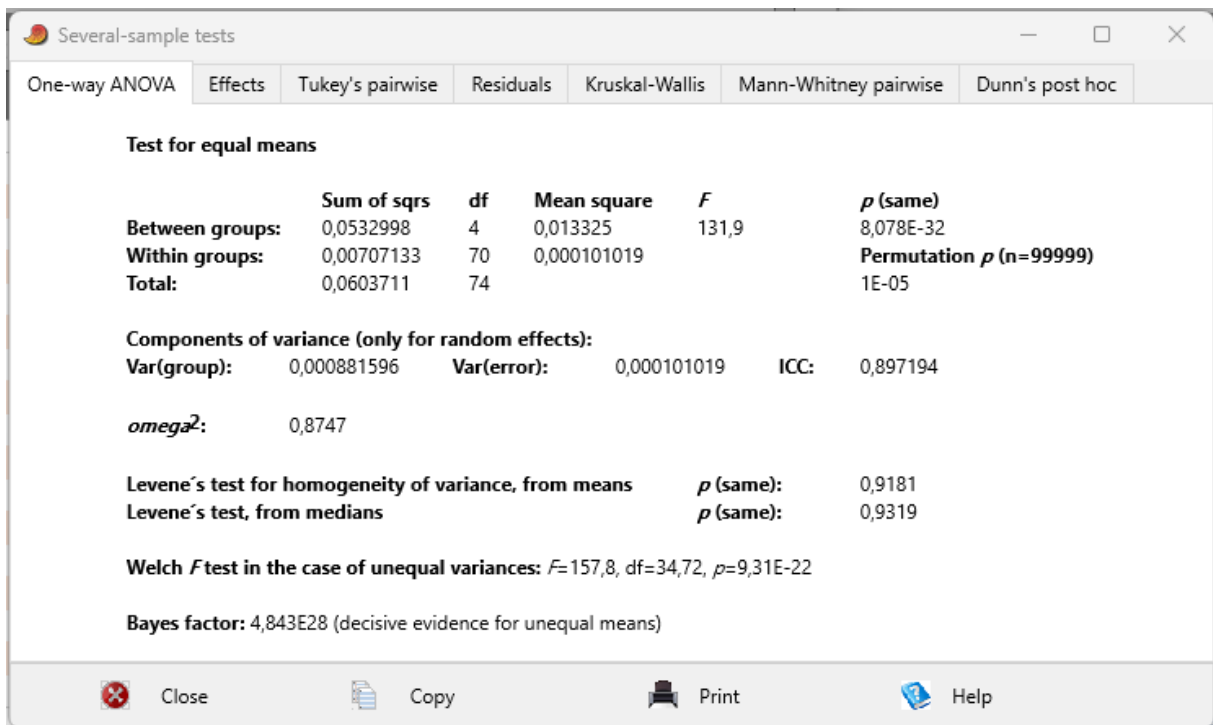 Several-sample tests
One-way ANOVA Effects Tukey's pairwise Residuals Kruskal-Wallis Mann-Whitney pairwise Dunn's post hoc
Test for equal means
Sum of sqrs df Mean square F p (same)
Between groups: 0,0532998 4 0,013325 131,9 8,078E-32
Within groups: 0,00707133 70 0,000101019 Permutation p (n=99999)
Total: 0,0603711 74 1E-05
Components of variance (only for random effects):
Var(group): 0,000881596 Var(error): 0,000101019 ICC: 0,897194
omega2: 0,8747
Levene´s test for homogeneity of variance, from means p (same): 0,9181
Levene´s test, from medians p (same): 0,9319
Welch F test in the case of unequal variances: F=157,8, df=34,72, p=9,31E-22
Bayes factor: 4,843E28 (decisive evidence for unequal means)
Close Copy Print Help